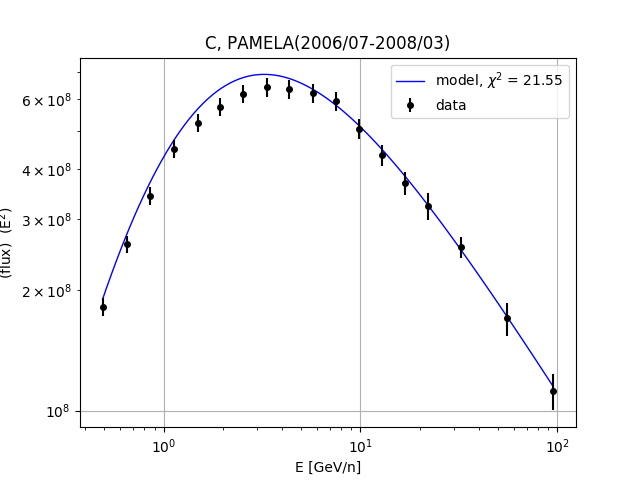 C, PAMELA(2006/07-2008/03)
model, χ² = 21.55
data
6 × 10⁸
4 × 10⁸
3 × 10⁸
2 × 10⁸
10⁸
(flux) (E²)
10⁰
10¹
10²
E [GeV/n]